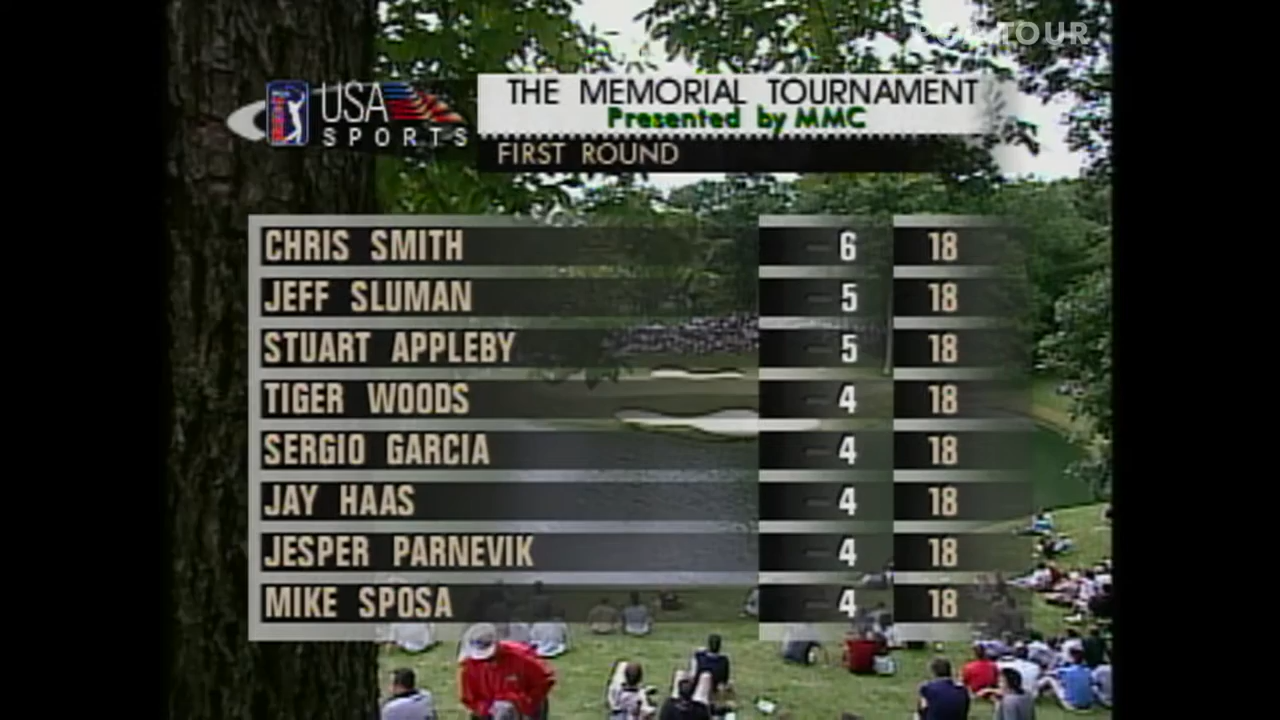 PGA TOUR
USA
SPORTS
THE MEMORIAL TOURNAMENT
Presented by MMC
FIRST ROUND
CHRIS SMITH - 6 18
JEFF SLUMAN - 5 18
STUART APPLEBY - 5 18
TIGER WOODS - 4 18
SERGIO GARCIA - 4 18
JAY HAAS - 4 18
JESPER PARNEVIK - 4 18
MIKE SPOSA - 4 18